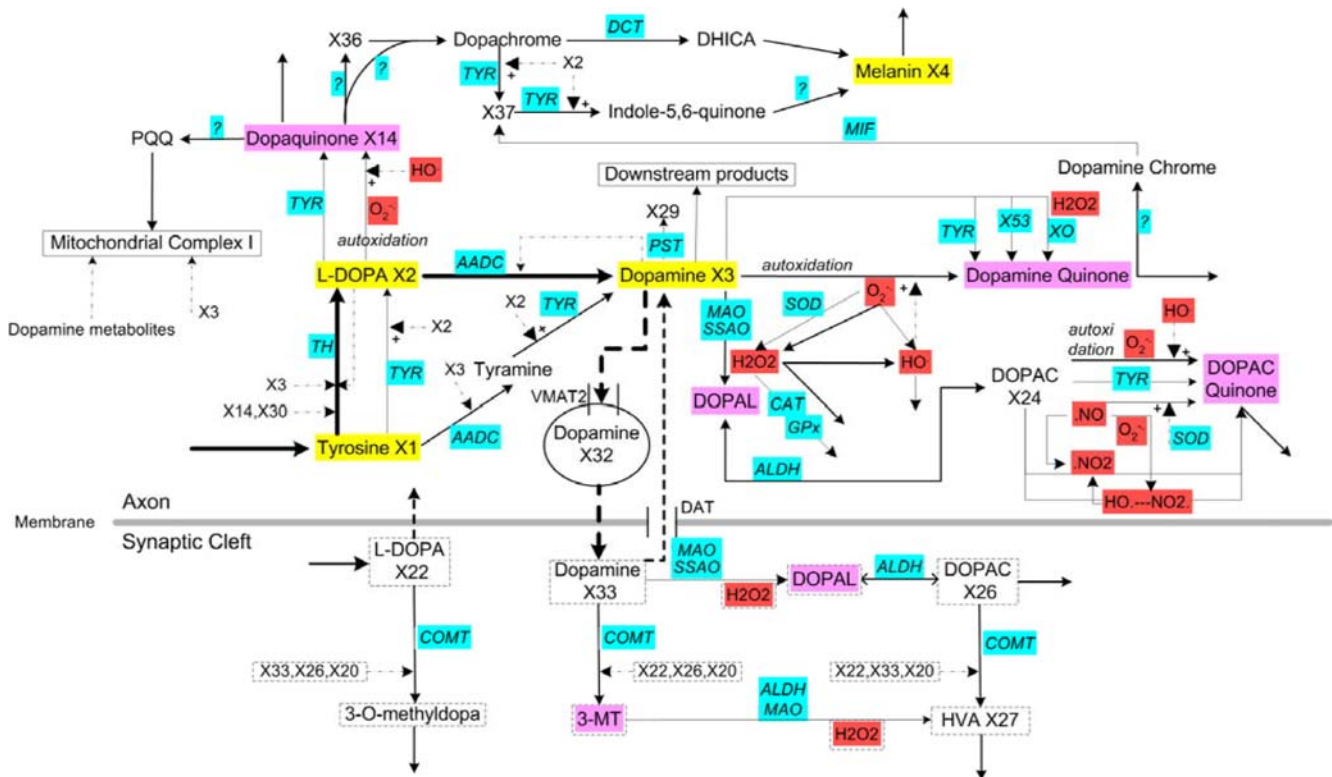 X36
Dopachrome
DCT
DHICA
?
?
TYR
+
X2
Melanin X4
TYR
+
?
X37
Indole-5,6-quinone
PQQ
?
Dopaquinone X14
MIF
HO·
+
Dopamine Chrome
Downstream products
TYR
O2·-
X29
TYR
X53
H2O2
XO
?
Mitochondrial Complex I
autoxidation
PST
L-DOPA X2
AADC
Dopamine X3
autoxidation
Dopamine Quinone
X3
Dopamine metabolites
X2
TYR
+
MAO
SSAO
SOD
O2·-
+
autoxi
dation
HO·
O2·-
+
TH
X2
+
TYR
H2O2
HO·
DOPAC
X24
TYR
DOPAC
Quinone
X3
X14,X30
X3
Tyramine
VMAT2
DOPAL
CAT
GPx
.NO
+
O2·-
SOD
Tyrosine X1
AADC
Dopamine
X32
ALDH
.NO2
HO.---NO2.
Axon
Membrane
DAT
Synaptic Cleft
L-DOPA
X22
Dopamine
X33
MAO
SSAO
H2O2
DOPAL
ALDH
DOPAC
X26
COMT
COMT
COMT
X33,X26,X20
X22,X26,X20
X22,X33,X20
3-O-methyldopa
3-MT
ALDH
MAO
H2O2
HVA X27